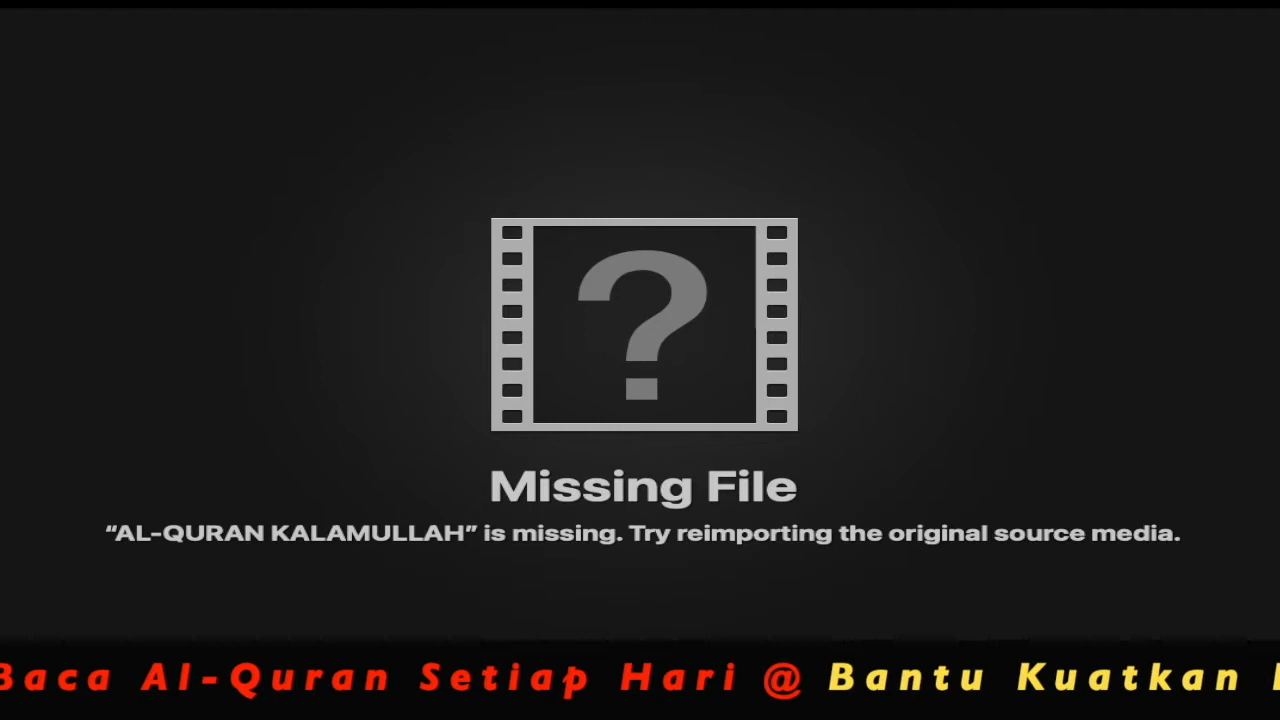 ?
Missing File
“AL-QURAN KALAMULLAH” is missing. Try reimporting the original source media.
Baca Al-Quran Setiap Hari @ Bantu Kuatkan